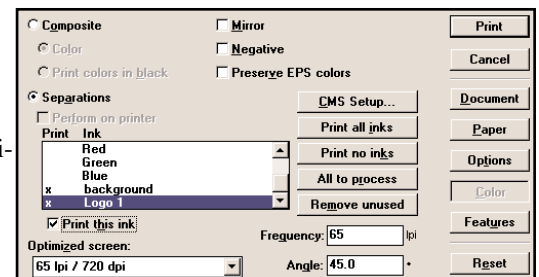 Composite
Mirror
Print
Color
Negative
Cancel
Print colors in black
Preserve EPS colors
Separations
CMS Setup...
Document
Perform on printer
Print Ink
Print all inks
Paper
i-
Red
Green
Print no inks
Options
Blue
x background
All to process
Color
x Logo 1
Remove unused
Print this ink
Features
Frequency: 65 lpi
Optimized screen:
65 lpi / 720 dpi
Angle: 45.0 °
Reset